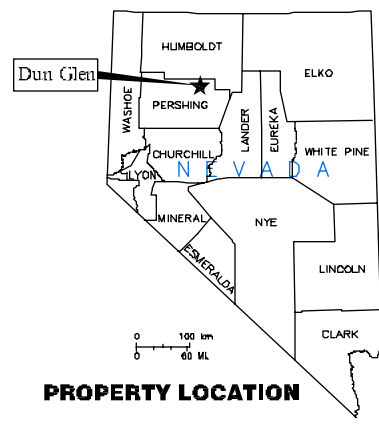 HUMBOLDT
ELKO
Dun Glen
WASHOE
PERSHING
LANDER
EUREKA
CHURCHILL
WHITE PINE
LYON
NEVADA
MINERAL
NYE
ESMERALDA
LINCOLN
CLARK
0 100 km
0 60 MI.
PROPERTY LOCATION